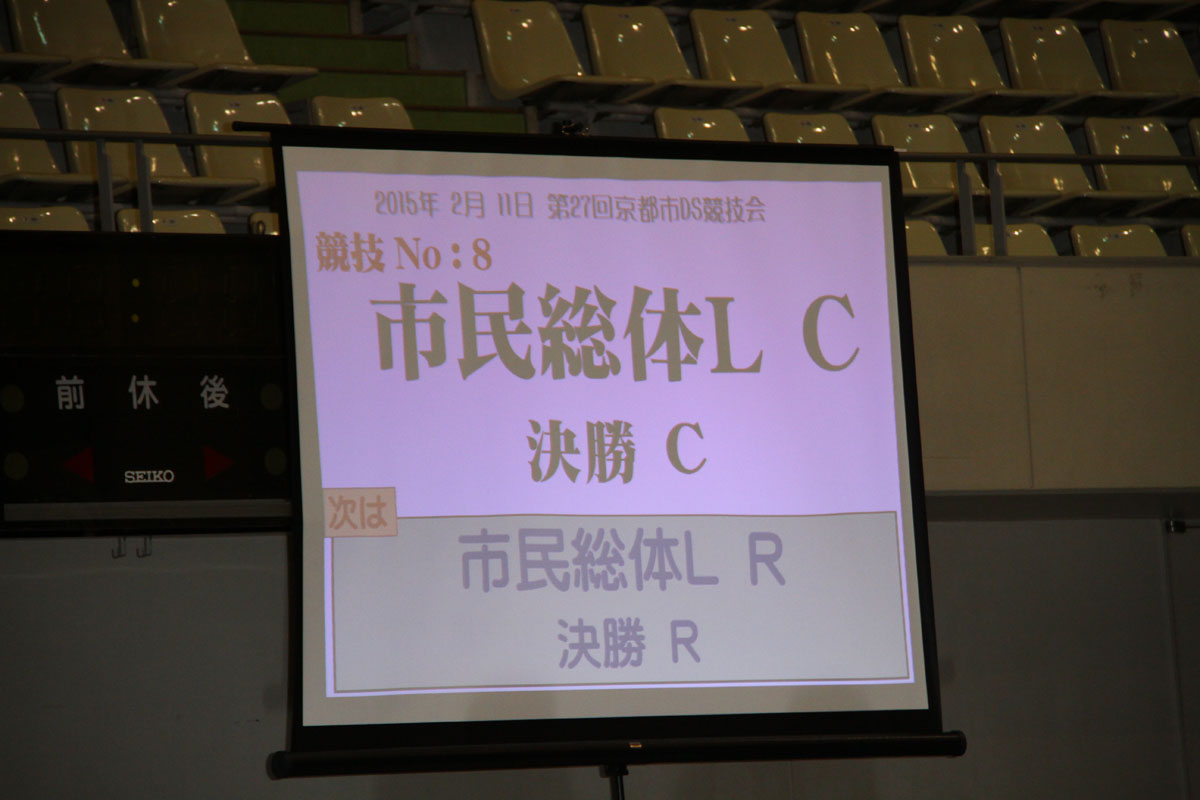 2015年 2月 11日 第27回京都市DS競技会
競技 No : 8
市民総体L C
決勝 C
次は
市民総体L R
決勝 R
前 休 後
SEIKO